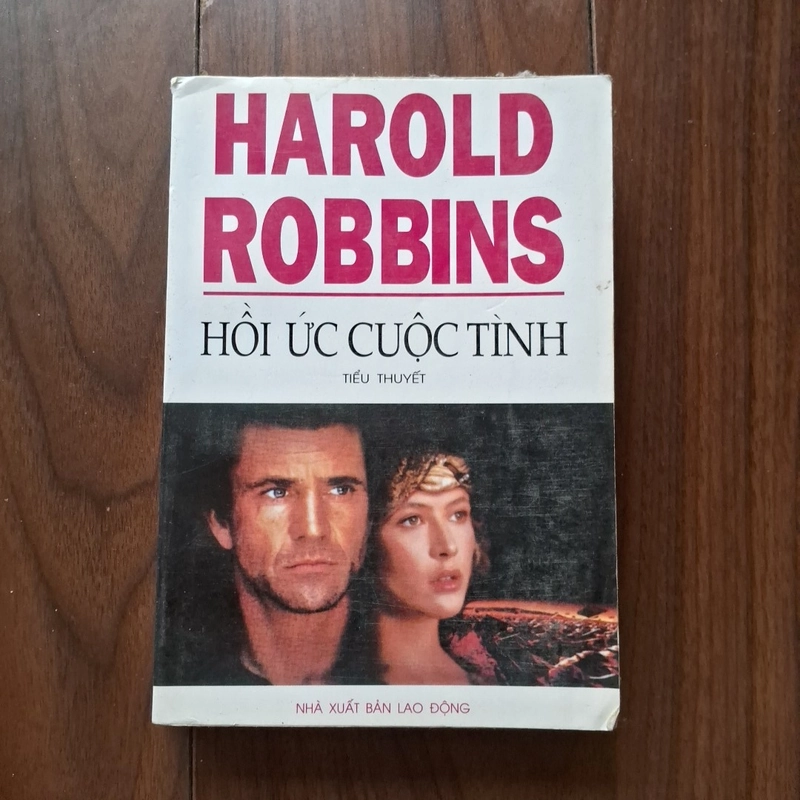 HAROLD
ROBBINS
HỒI ỨC CUỘC TÌNH
TIỂU THUYẾT
NHÀ XUẤT BẢN LAO ĐỘNG